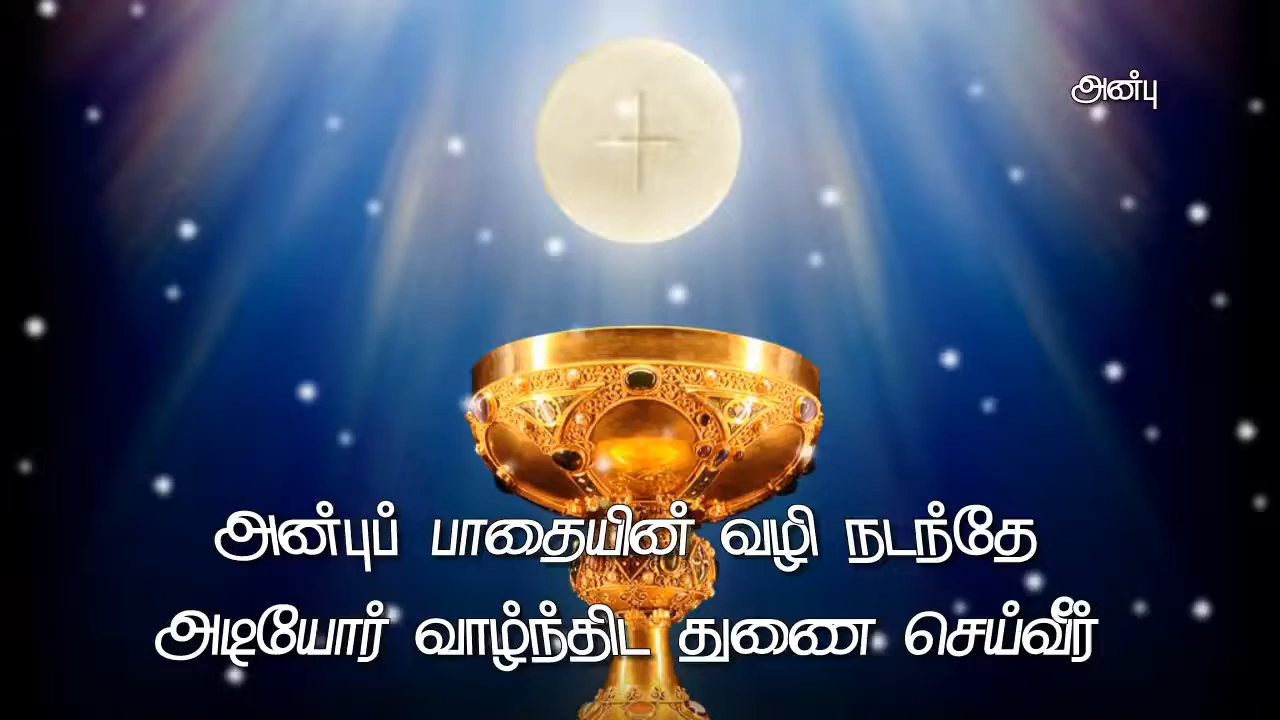 அன்பு
அன்புப் பாதையின் வழி நடந்தே
அடியோர் வாழ்ந்திட துணை செய்வீர்